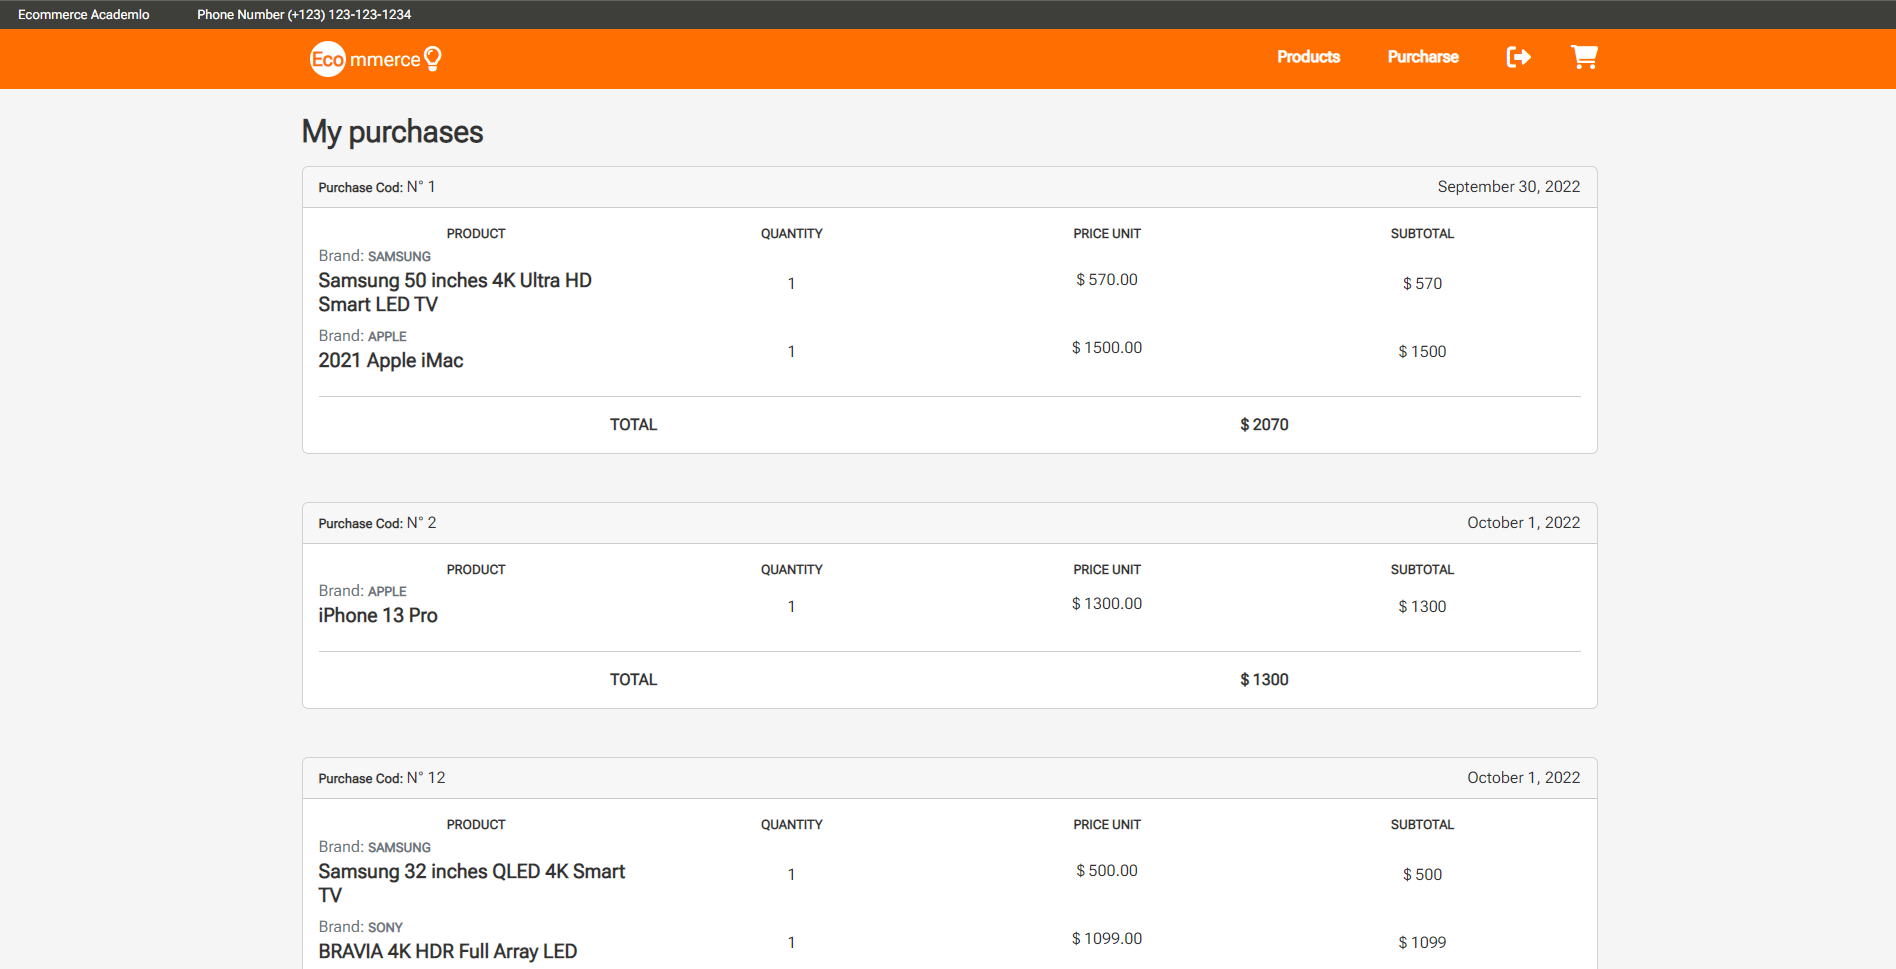 Ecommerce Academlo Phone Number (+123) 123-123-1234
Ecommerce Products Purcharse
My purchases
Purchase Cod: N° 1 September 30, 2022
PRODUCT QUANTITY PRICE UNIT SUBTOTAL
Brand: SAMSUNG
Samsung 50 inches 4K Ultra HD
Smart LED TV
1 $ 570.00 $ 570
Brand: APPLE
2021 Apple iMac
1 $ 1500.00 $ 1500
TOTAL $ 2070
Purchase Cod: N° 2 October 1, 2022
PRODUCT QUANTITY PRICE UNIT SUBTOTAL
Brand: APPLE
iPhone 13 Pro
1 $ 1300.00 $ 1300
TOTAL $ 1300
Purchase Cod: N° 12 October 1, 2022
PRODUCT QUANTITY PRICE UNIT SUBTOTAL
Brand: SAMSUNG
Samsung 32 inches QLED 4K Smart
TV
1 $ 500.00 $ 500
Brand: SONY
BRAVIA 4K HDR Full Array LED
1 $ 1099.00 $ 1099